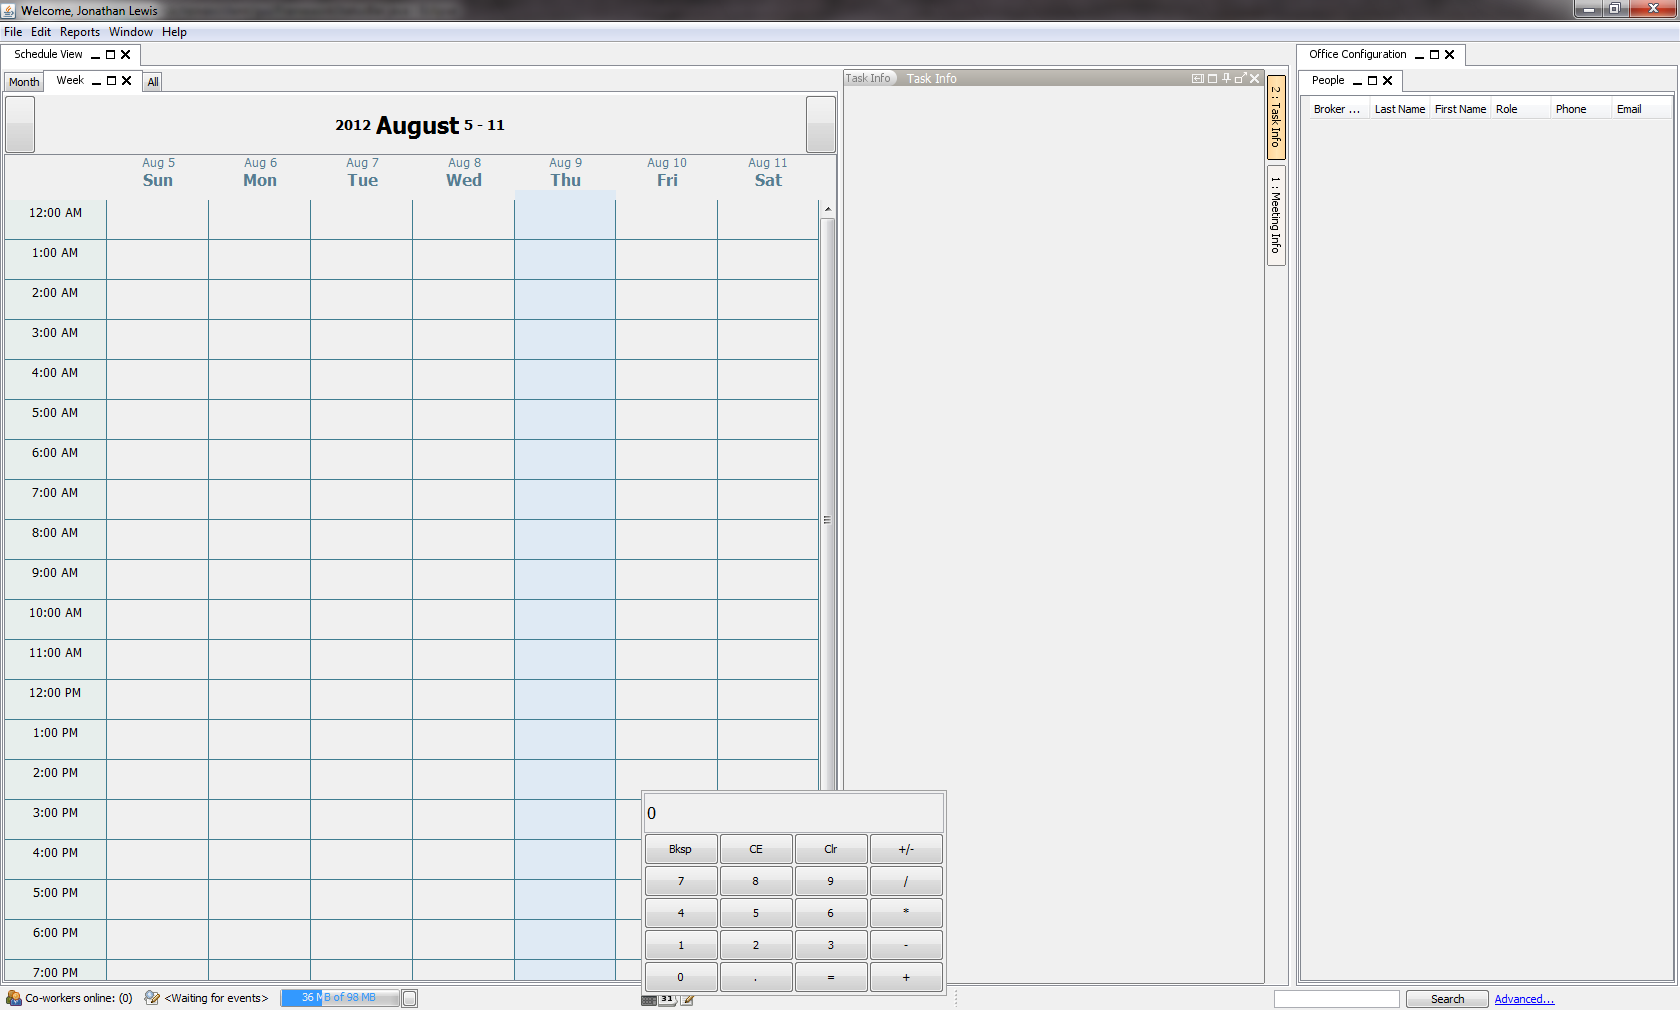 Welcome, Jonathan Lewis
File Edit Reports Window Help
Schedule View
Month Week All
2012 August 5 - 11
Aug 5 Aug 6 Aug 7 Aug 8 Aug 9 Aug 10 Aug 11
Sun Mon Tue Wed Thu Fri Sat
12:00 AM
1:00 AM
2:00 AM
3:00 AM
4:00 AM
5:00 AM
6:00 AM
7:00 AM
8:00 AM
9:00 AM
10:00 AM
11:00 AM
12:00 PM
1:00 PM
2:00 PM
3:00 PM
4:00 PM
5:00 PM
6:00 PM
7:00 PM
Task Info Task Info
2 : Task Info
1 : Meeting Info
Office Configuration
People
Broker ... Last Name First Name Role Phone Email
0
Bksp CE Clr +/-
7 8 9 /
4 5 6 *
1 2 3 -
0 . = +
Co-workers online: (0) <Waiting for events> 36 MB of 98 MB
31
Search Advanced...